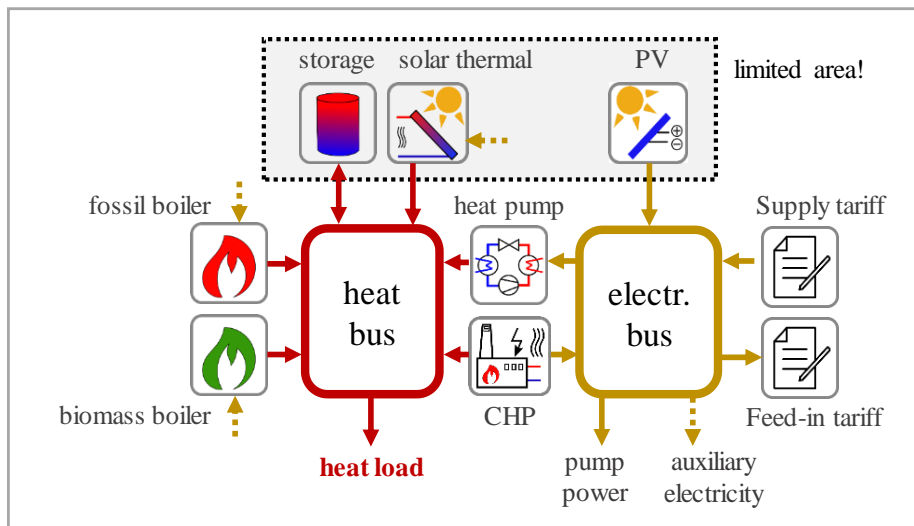 storage
solar thermal
PV
limited area!
fossil boiler
heat pump
Supply tariff
heat
bus
electr.
bus
biomass boiler
CHP
Feed-in tariff
heat load
pump
power
auxiliary
electricity